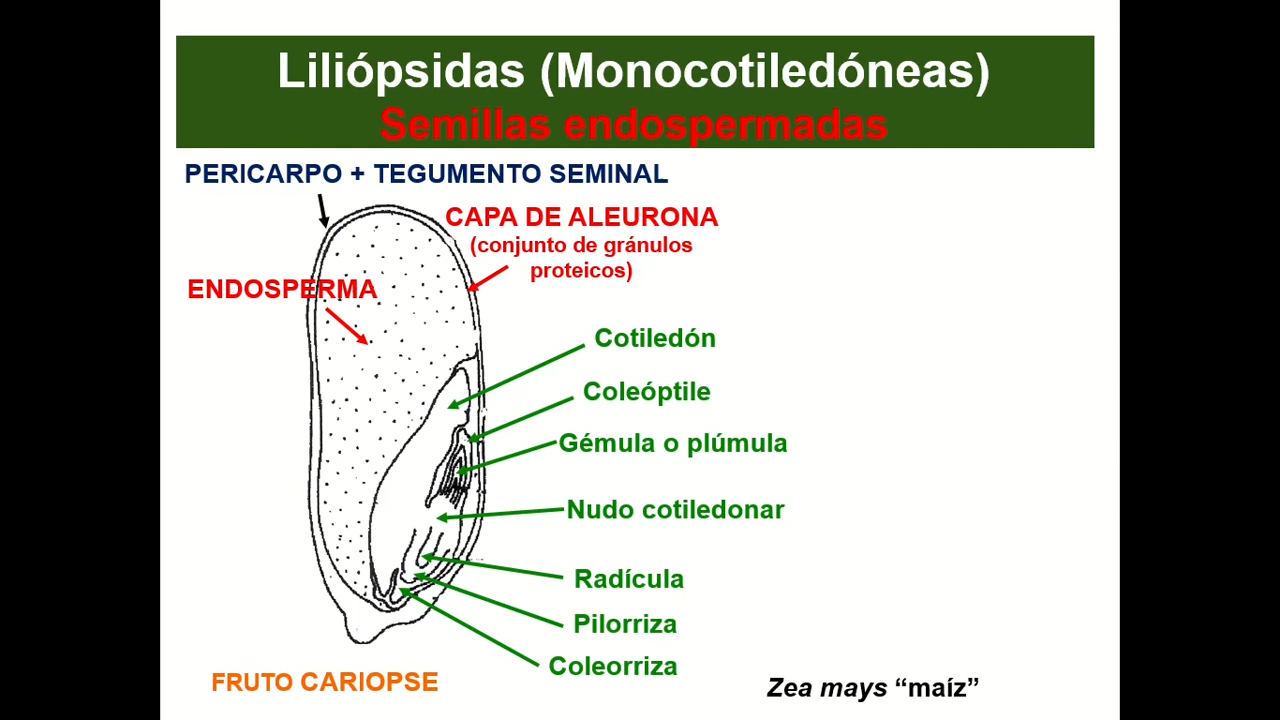 Liliópsidas (Monocotiledóneas)
Semillas endospermadas
PERICARPO + TEGUMENTO SEMINAL
CAPA DE ALEURONA
(conjunto de gránulos
proteicos)
ENDOSPERMA
Cotiledón
Coleóptile
Gémula o plúmula
Nudo cotiledonar
Radícula
Pilorriza
Coleorriza
FRUTO CARIOPSE
Zea mays “maíz”